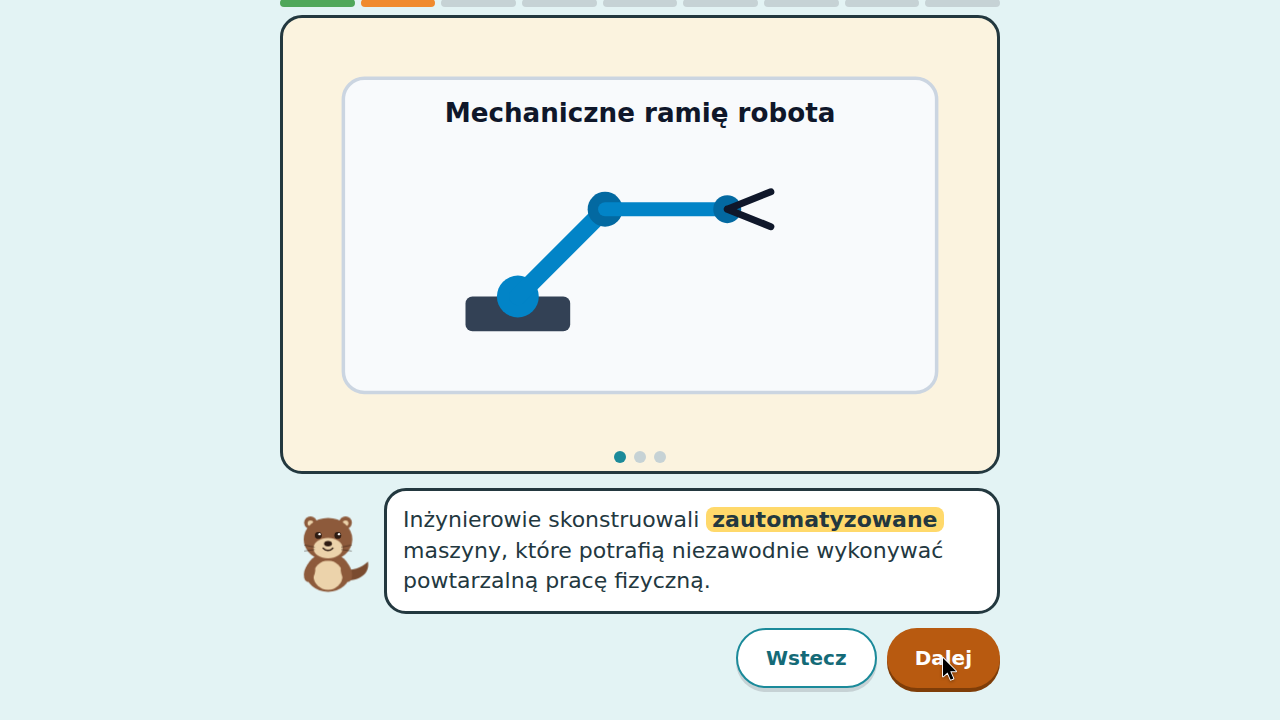 Mechaniczne ramię robota
Inżynierowie skonstruowali zautomatyzowane
maszyny, które potrafią niezawodnie wykonywać
powtarzalną pracę fizyczną.
Wstecz
Dalej